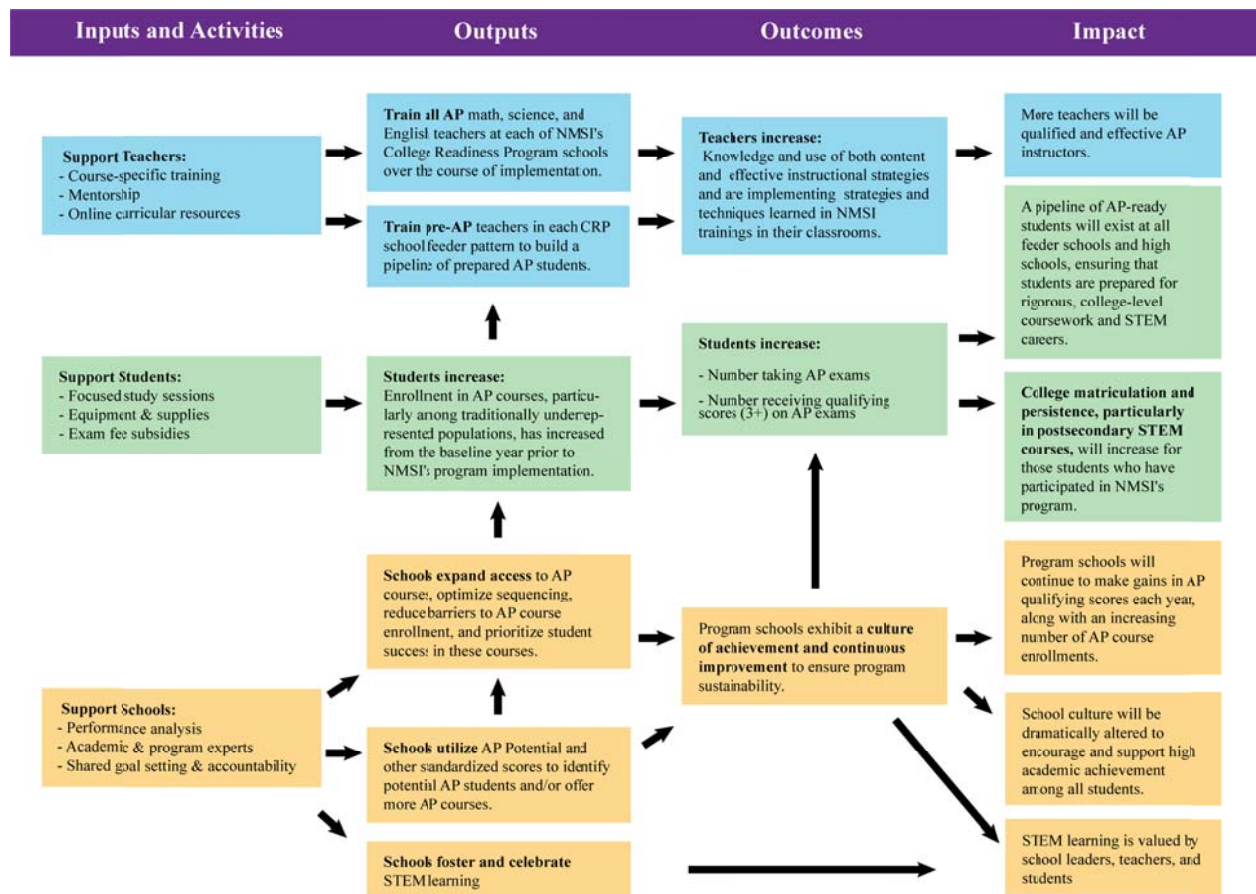 Inputs and Activities
Outputs
Outcomes
Impact
Support Teachers:
- Course-specific training
- Mentorship
- Online curricular resources
Train all AP math, science, and
English teachers at each of NMSI's
College Readiness Program schools
over the course of implementation.
Train pre-AP teachers in each CRP
school feeder pattern to build a
pipeline of prepared AP students.
Teachers increase:
Knowledge and use of both content
and effective instructional strategies
and are implementing strategies and
techniques learned in NMSI
trainings in their classrooms.
More teachers will be
qualified and effective AP
instructors.
A pipeline of AP-ready
students will exist at all
feeder schools and high
schools, ensuring that
students are prepared for
rigorous, college-level
coursework and STEM
careers.
Support Students:
- Focused study sessions
- Equipment & supplies
- Exam fee subsidies
Students increase:
Enrollment in AP courses, particu-
larly among traditionally underrep-
resented populations, has increased
from the baseline year prior to
NMSI's program implementation.
Students increase:
- Number taking AP exams
- Number receiving qualifying
scores (3+) on AP exams
College matriculation and
persistence, particularly
in postsecondary STEM
courses, will increase for
those students who have
participated in NMSI's
program.
Support Schools:
- Performance analysis
- Academic & program experts
- Shared goal setting & accountability
Schools expand access to AP
courses, optimize sequencing,
reduce barriers to AP course
enrollment, and prioritize student
success in these courses.
Schools utilize AP Potential and
other sandardized scores to identify
potential AP students and/or offer
more AP courses.
Schools foster and celebrate
STEM learning
Program schools exhibit a culture
of achievement and continuous
improvement to ensure program
sustainability.
Program schools will
continue to make gains in AP
qualifying scores each year,
along with an increasing
number of AP course
enrollments.
School culture will be
dramatically altered to
encourage and support high
academic achievement
among all students.
STEM learning is valued by
school leaders, teachers, and
students